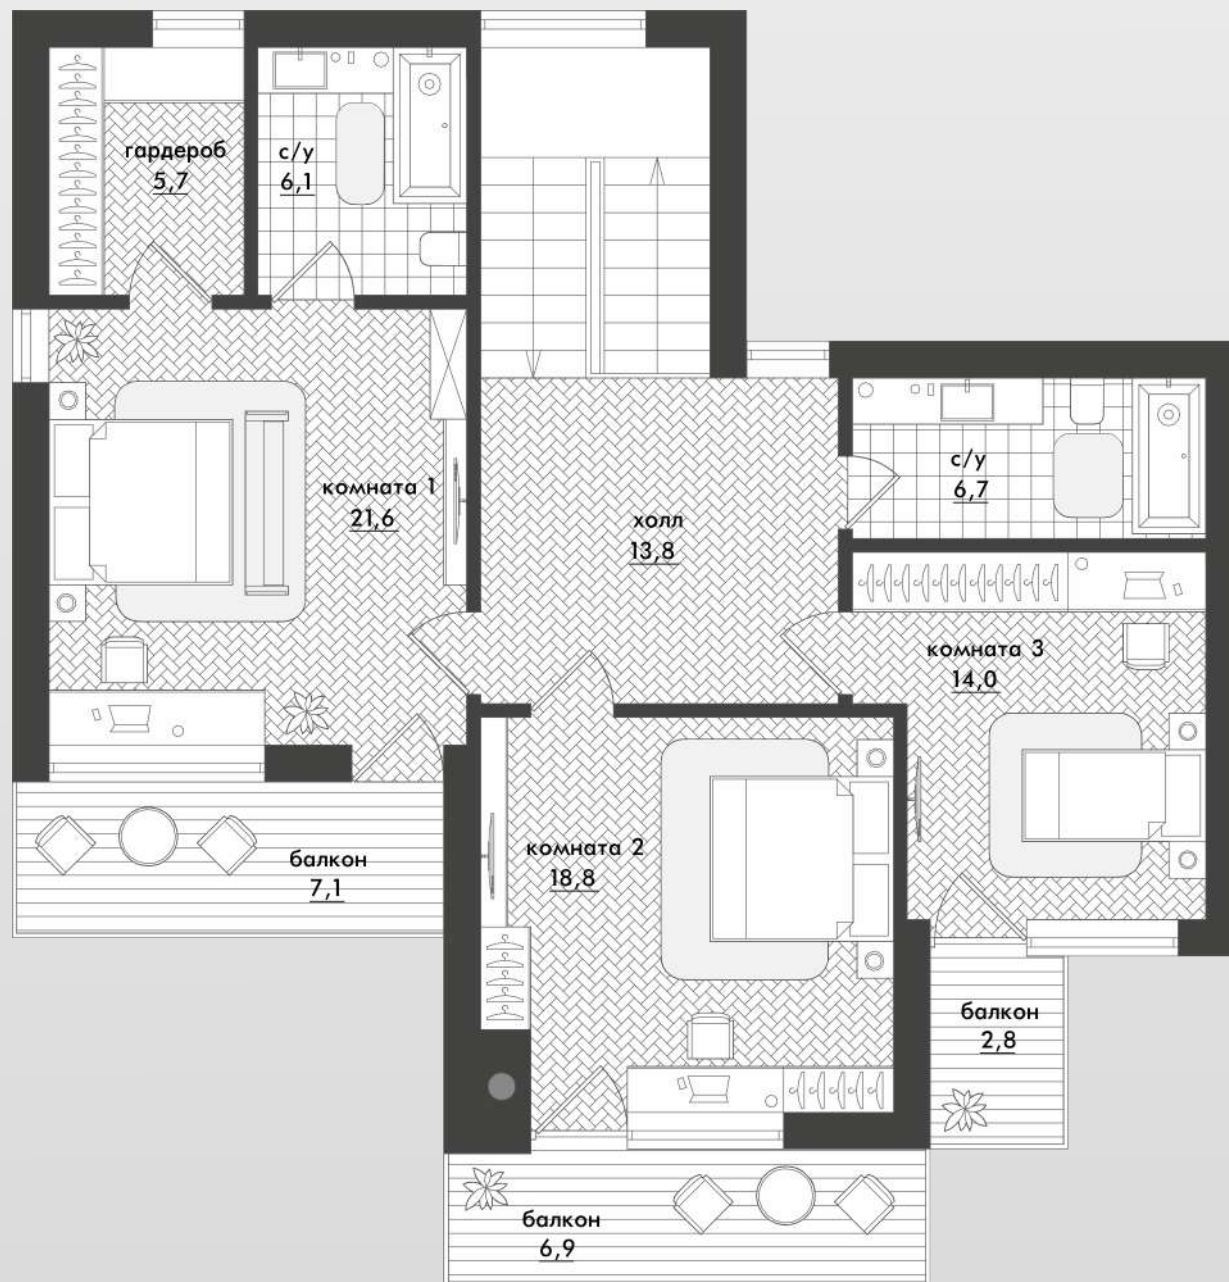 гардероб
5,7
с/у
6,1
с/у
6,7
комната 1
21,6
холл
13,8
комната 3
14,0
комната 2
18,8
балкон
7,1
балкон
2,8
балкон
6,9